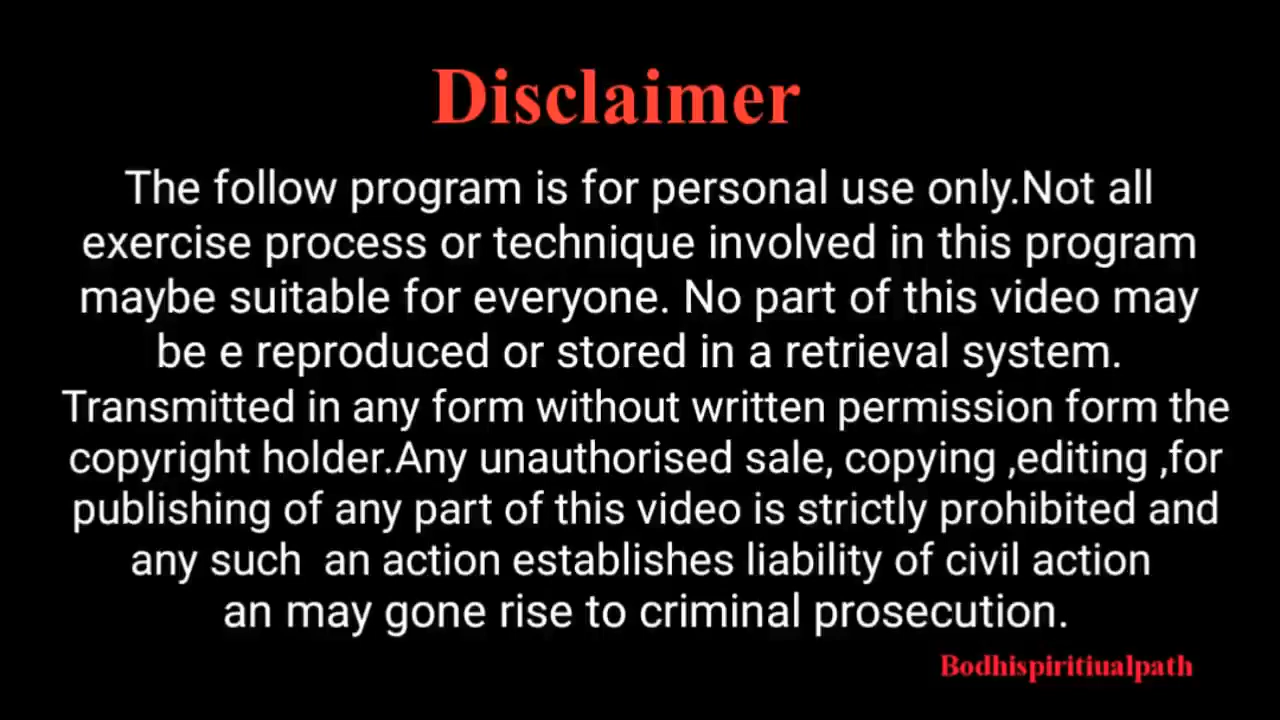 Disclaimer
The follow program is for personal use only.Not all
exercise process or technique involved in this program
maybe suitable for everyone. No part of this video may
be e reproduced or stored in a retrieval system.
Transmitted in any form without written permission form the
copyright holder.Any unauthorised sale, copying ,editing ,for
publishing of any part of this video is strictly prohibited and
any such  an action establishes liability of civil action
an may gone rise to criminal prosecution.
Bodhispiritiualpath